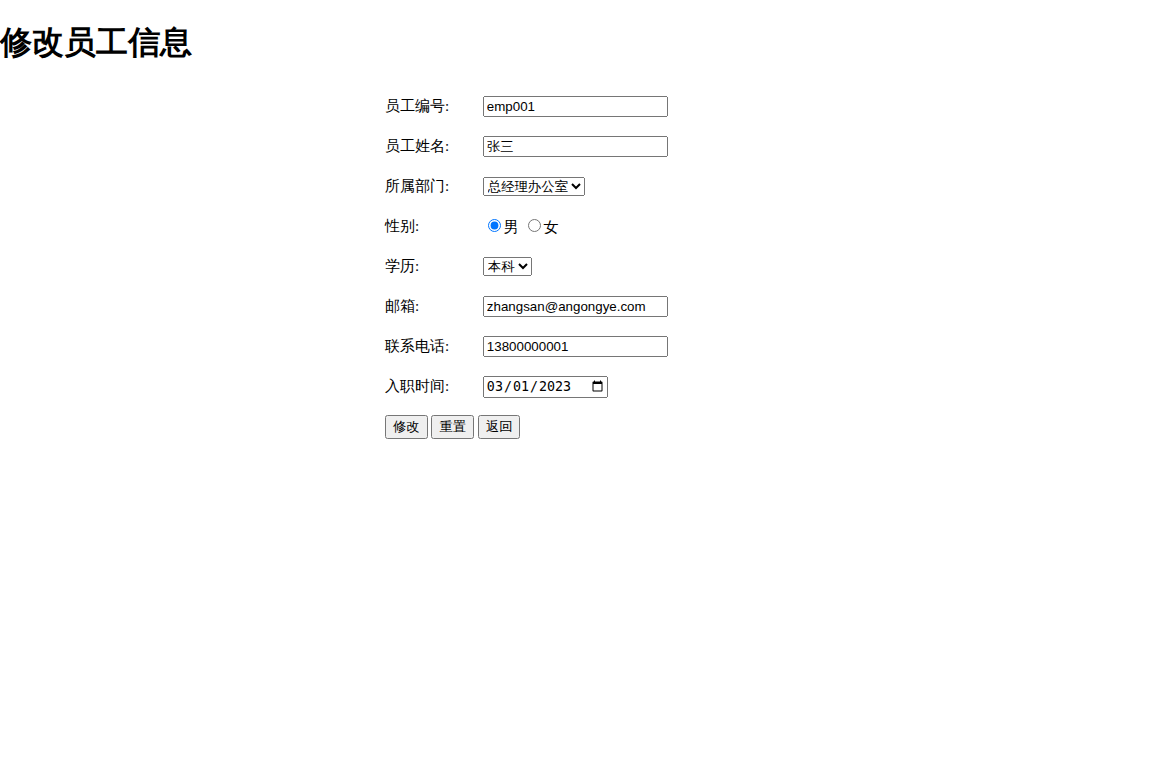 修改员工信息
员工编号: emp001
员工姓名: 张三
所属部门: 总经理办公室
性别: 男 女
学历: 本科
邮箱: zhangsan@angongye.com
联系电话: 13800000001
入职时间: 03/01/2023
修改 重置 返回